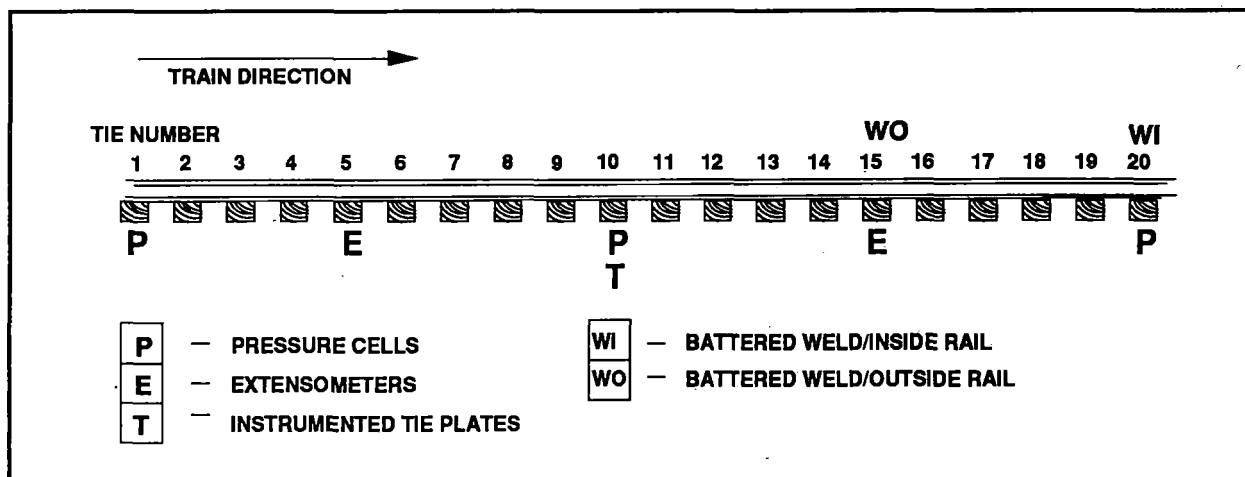 TRAIN DIRECTION
TIE NUMBER WO WI
1 2 3 4 5 6 7 8 9 10 11 12 13 14 15 16 17 18 19 20
P E P E P
T
P — PRESSURE CELLS
E — EXTENSOMETERS
T — INSTRUMENTED TIE PLATES
WI — BATTERED WELD/INSIDE RAIL
WO — BATTERED WELD/OUTSIDE RAIL